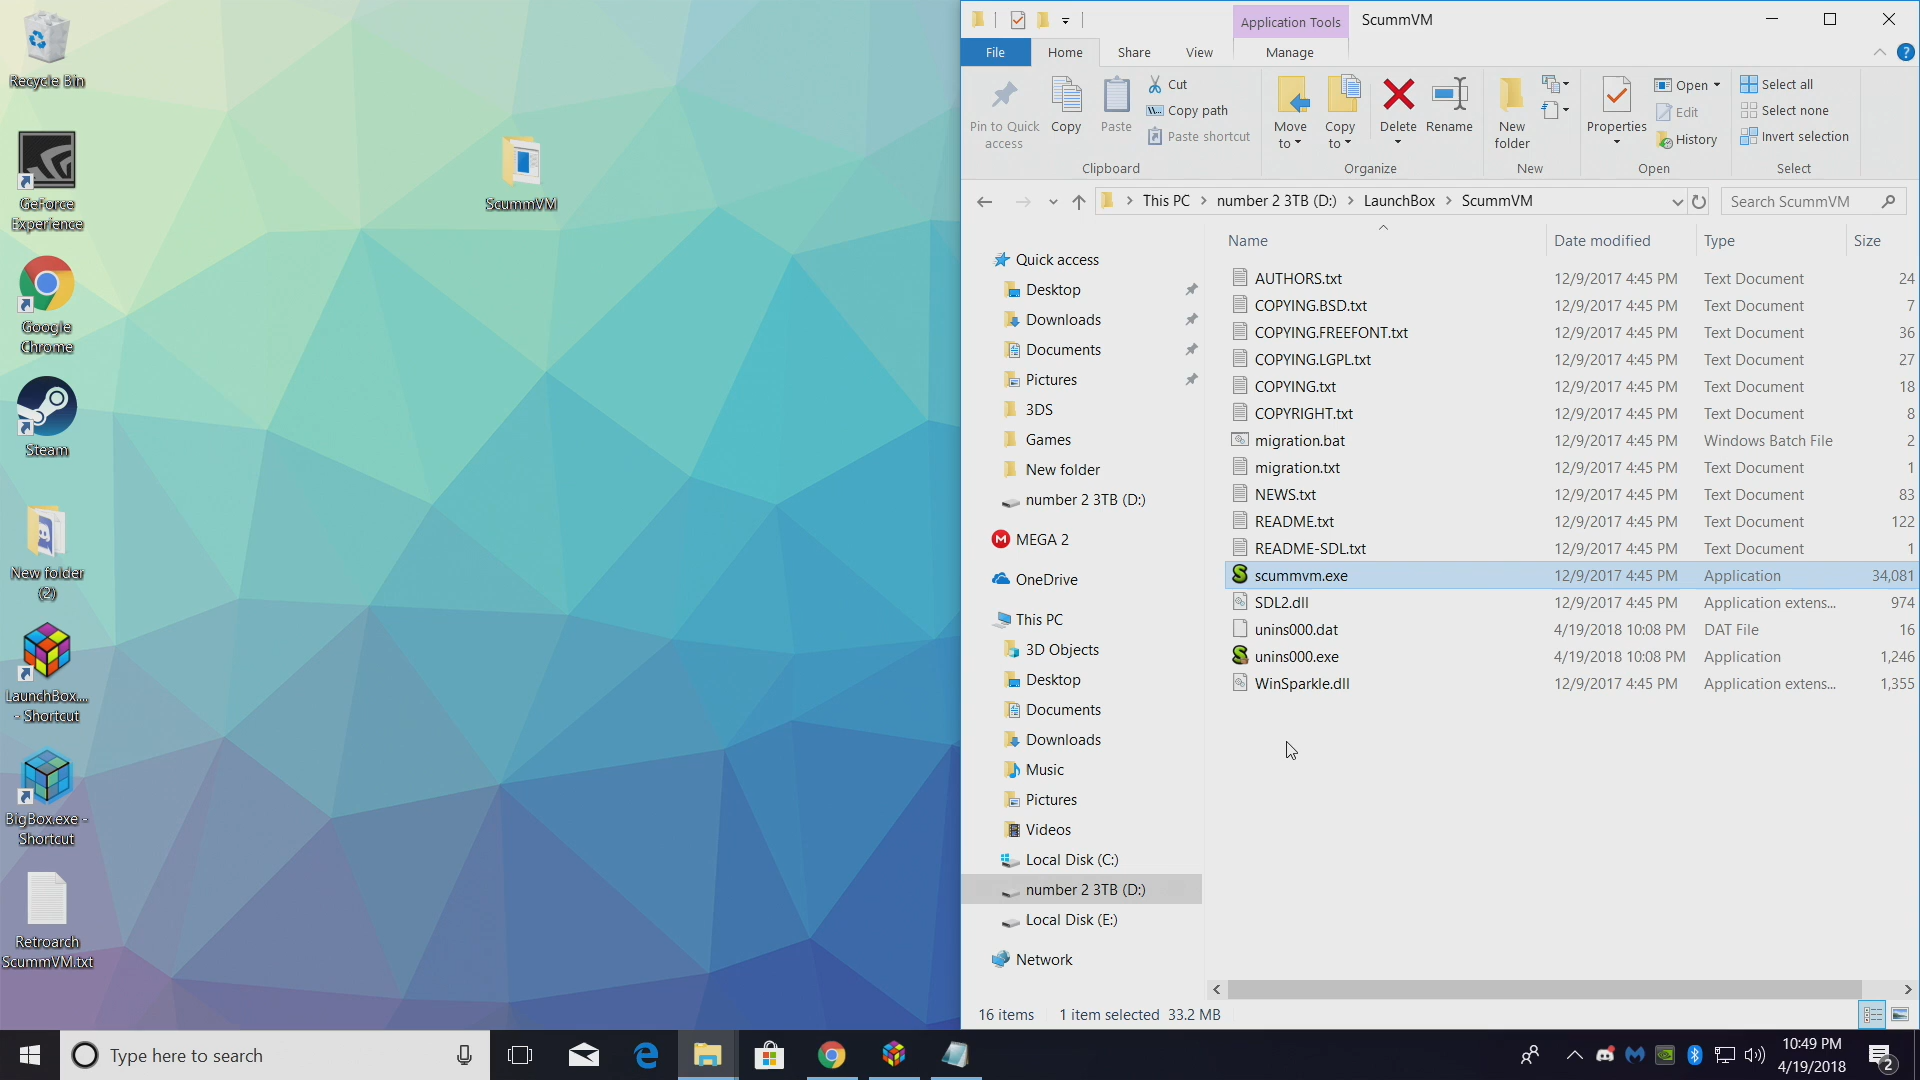 Recycle Bin
GeForce
Experience
Google
Chrome
Steam
New folder
(2)
LaunchBox....
- Shortcut
BigBox.exe -
Shortcut
Retroarch
ScummVM.txt
ScummVM
Application Tools
ScummVM
File
Home
Share
View
Manage
Pin to Quick
access
Copy
Paste
Cut
Copy path
Paste shortcut
Clipboard
Move
to
Copy
to
Delete
Rename
Organize
New
folder
New
Properties
Open
Edit
History
Open
Select all
Select none
Invert selection
Select
This PC > number 2 3TB (D:) > LaunchBox > ScummVM
Search ScummVM
Quick access
Desktop
Downloads
Documents
Pictures
3DS
Games
New folder
number 2 3TB (D:)
MEGA 2
OneDrive
This PC
3D Objects
Desktop
Documents
Downloads
Music
Pictures
Videos
Local Disk (C:)
number 2 3TB (D:)
Local Disk (E:)
Network
Name Date modified Type Size
AUTHORS.txt 12/9/2017 4:45 PM Text Document 24
COPYING.BSD.txt 12/9/2017 4:45 PM Text Document 7
COPYING.FREEFONT.txt 12/9/2017 4:45 PM Text Document 36
COPYING.LGPL.txt 12/9/2017 4:45 PM Text Document 27
COPYING.txt 12/9/2017 4:45 PM Text Document 18
COPYRIGHT.txt 12/9/2017 4:45 PM Text Document 8
migration.bat 12/9/2017 4:45 PM Windows Batch File 2
migration.txt 12/9/2017 4:45 PM Text Document 1
NEWS.txt 12/9/2017 4:45 PM Text Document 83
README.txt 12/9/2017 4:45 PM Text Document 122
README-SDL.txt 12/9/2017 4:45 PM Text Document 1
scummvm.exe 12/9/2017 4:45 PM Application 34,081
SDL2.dll 12/9/2017 4:45 PM Application extens... 974
unins000.dat 4/19/2018 10:08 PM DAT File 16
unins000.exe 4/19/2018 10:08 PM Application 1,246
WinSparkle.dll 12/9/2017 4:45 PM Application extens... 1,355
16 items 1 item selected 33.2 MB
Type here to search
10:49 PM
4/19/2018
2